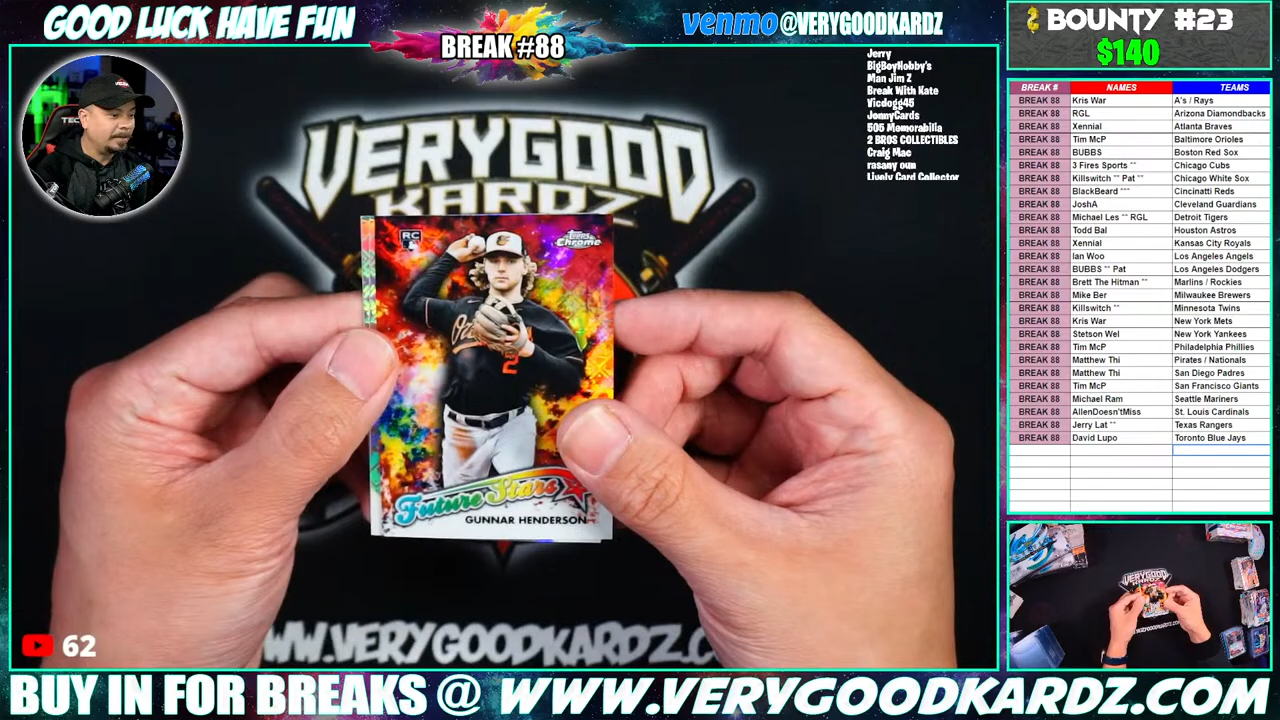 GOOD LUCK HAVE FUN
BREAK #88
venmo @VERYGOODKARDZ
BOUNTY #23
$140
Jerry
BigBoyHobby's
Man Jim Z
Break With Kate
Vicdogg45
JonnyCards
505 Memorabilia
2 BROS COLLECTIBLES
Craig Mac
rasany oun
Lively Card Collector
VERYGOOD
KARDZ
RC
Topps
Chrome
2
Future Stars
GUNNAR HENDERSON
WWW.VERYGOODKARDZ.C
62
BREAK # NAMES TEAMS
BREAK 88 Kris War A's / Rays
BREAK 88 RGL Arizona Diamondbacks
BREAK 88 Xennial Atlanta Braves
BREAK 88 Tim McP Baltimore Orioles
BREAK 88 BUBBS Boston Red Sox
BREAK 88 3 Fires Sports ** Chicago Cubs
BREAK 88 Killswitch ** Pat ** Chicago White Sox
BREAK 88 BlackBeard *** Cincinatti Reds
BREAK 88 JoshA Cleveland Guardians
BREAK 88 Michael Les ** RGL Detroit Tigers
BREAK 88 Todd Bal Houston Astros
BREAK 88 Xennial Kansas City Royals
BREAK 88 Ian Woo Los Angeles Angels
BREAK 88 BUBBS ** Pat Los Angeles Dodgers
BREAK 88 Brett The Hitman ** Marlins / Rockies
BREAK 88 Mike Ber Milwaukee Brewers
BREAK 88 Killswitch ** Minnesota Twins
BREAK 88 Kris War New York Mets
BREAK 88 Stetson Wel New York Yankees
BREAK 88 Tim McP Philadelphia Phillies
BREAK 88 Matthew Thi Pirates / Nationals
BREAK 88 Matthew Thi San Diego Padres
BREAK 88 Tim McP San Francisco Giants
BREAK 88 Michael Ram Seattle Mariners
BREAK 88 AllenDoesn'tMiss St. Louis Cardinals
BREAK 88 Jerry Lat ** Texas Rangers
BREAK 88 David Lupo Toronto Blue Jays
VERYGOOD
BUY IN FOR BREAKS @ WWW.VERYGOODKARDZ.COM